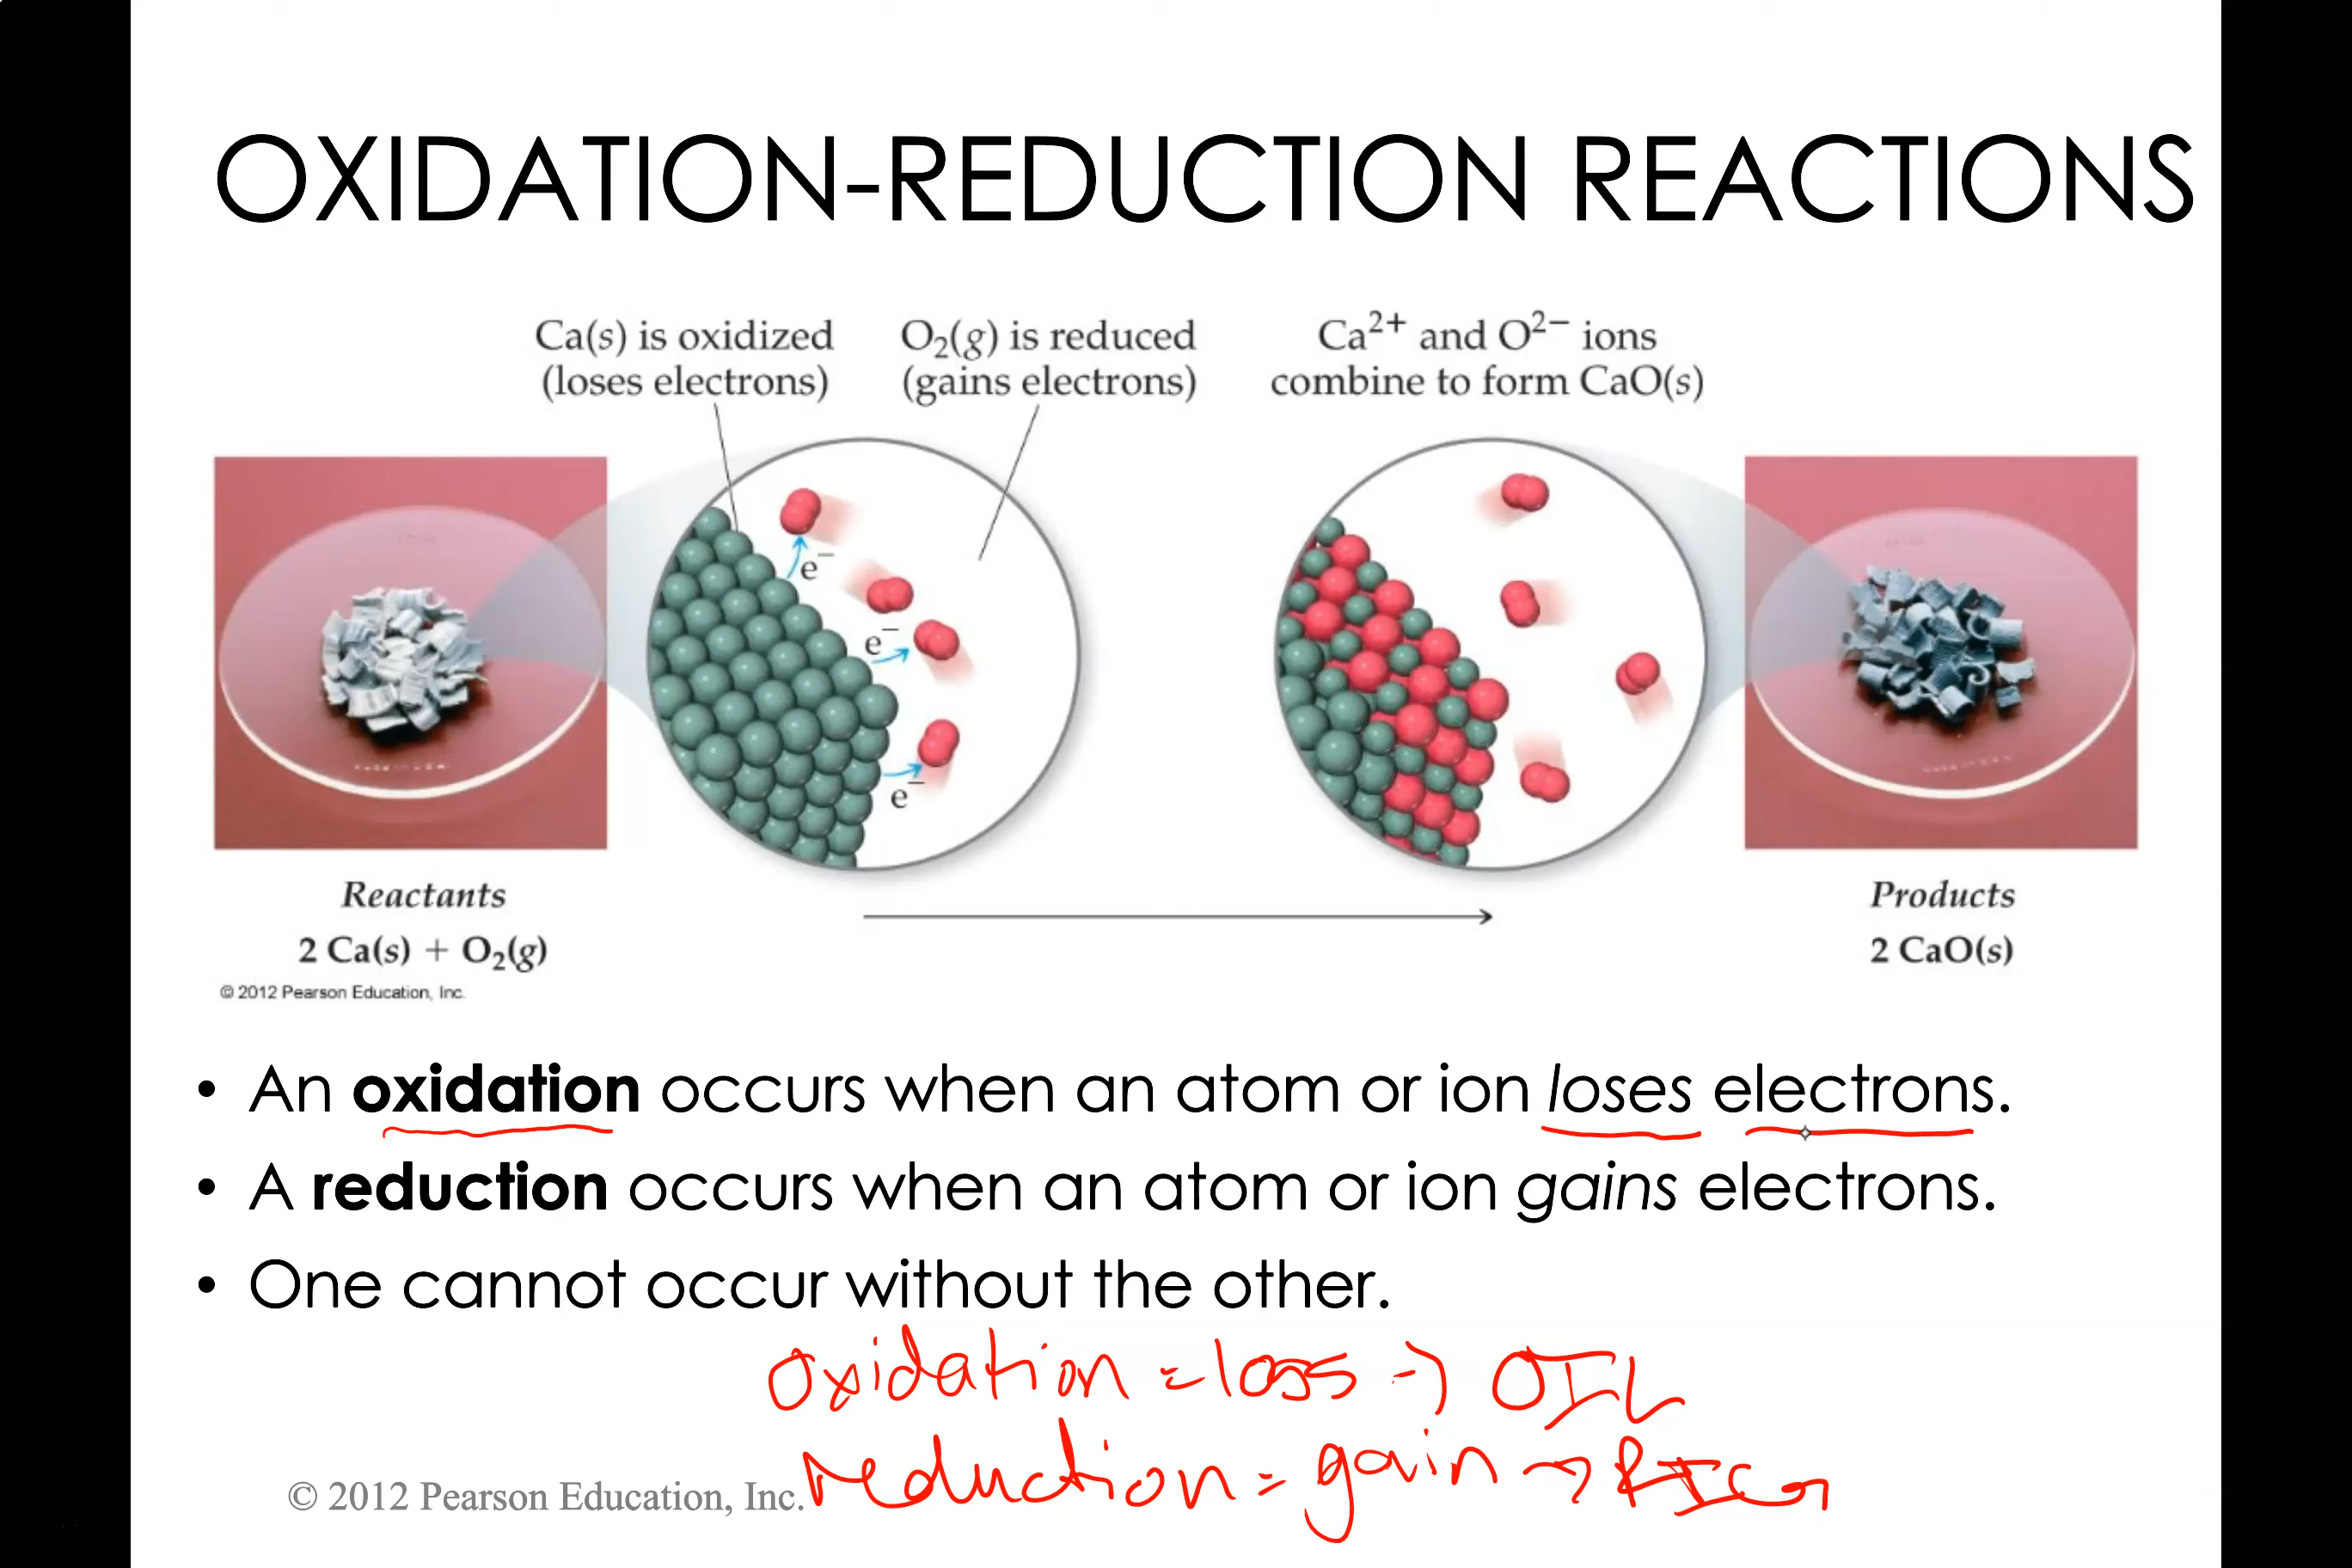 OXIDATION-REDUCTION REACTIONS
Ca(s) is oxidized
(loses electrons)
O₂(g) is reduced
(gains electrons)
Ca²⁺ and O²⁻ ions
combine to form CaO(s)
e⁻
e⁻
e⁻
Reactants
2 Ca(s) + O₂(g)
Products
2 CaO(s)
© 2012 Pearson Education, Inc.
• An oxidation occurs when an atom or ion loses electrons.
• A reduction occurs when an atom or ion gains electrons.
• One cannot occur without the other.
Oxidation = loss → OIL
reduction = gain → RIG
© 2012 Pearson Education, Inc.